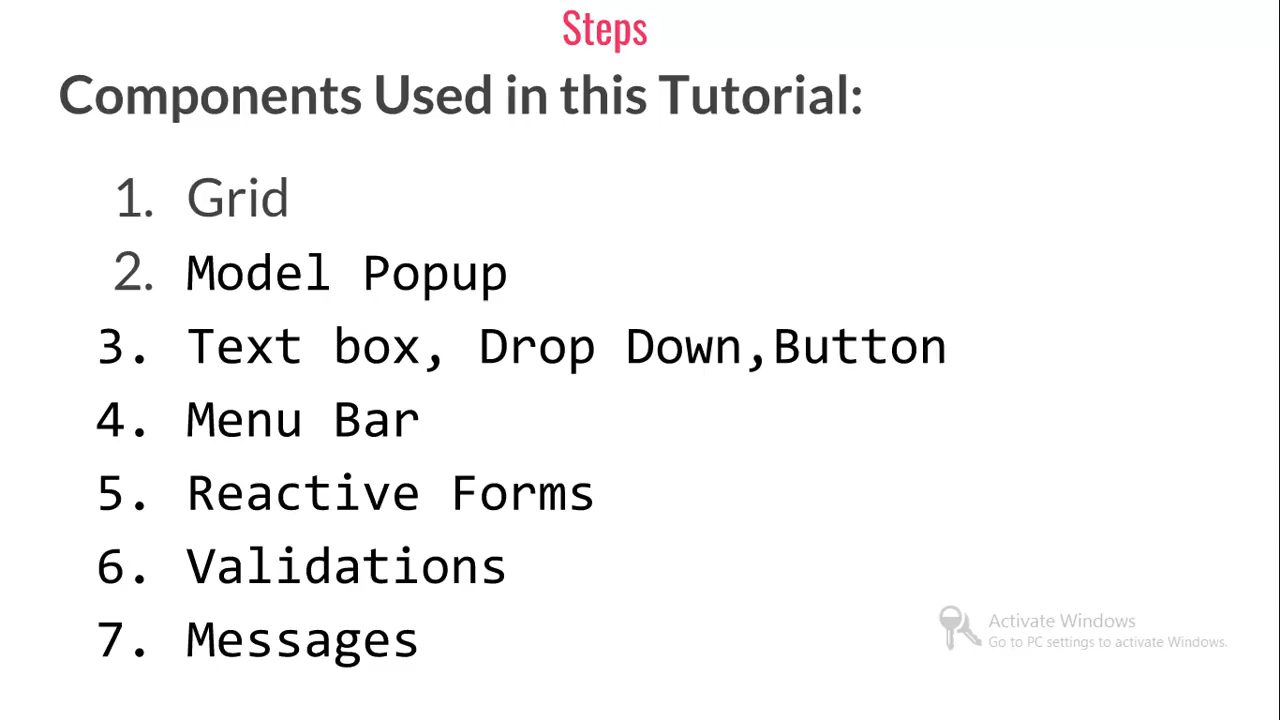 Steps
Components Used in this Tutorial:
1. Grid
2. Model Popup
3. Text box, Drop Down,Button
4. Menu Bar
5. Reactive Forms
6. Validations
7. Messages
Activate Windows
Go to PC settings to activate Windows.